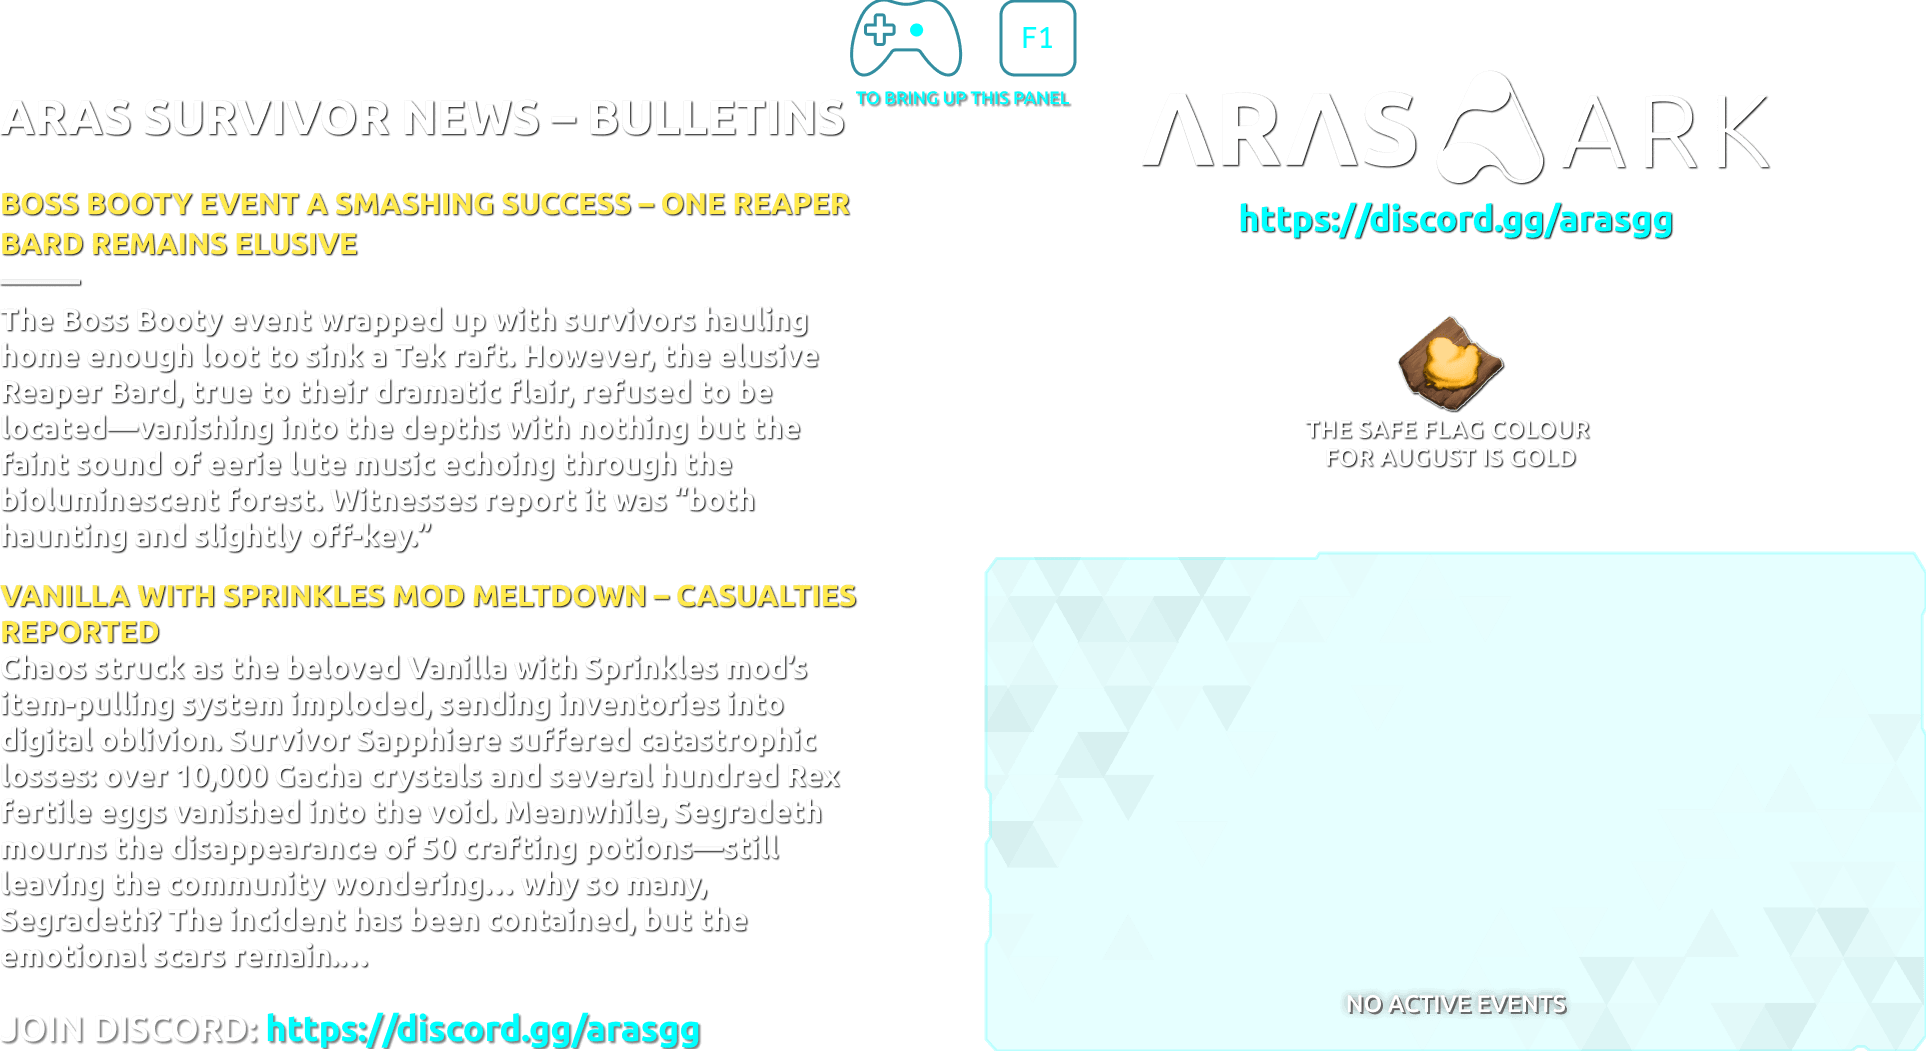 F1
TO BRING UP THIS PANEL
ARAS SURVIVOR NEWS – BULLETINS
BOSS BOOTY EVENT A SMASHING SUCCESS – ONE REAPER
BARD REMAINS ELUSIVE
The Boss Booty event wrapped up with survivors hauling
home enough loot to sink a Tek raft. However, the elusive
Reaper Bard, true to their dramatic flair, refused to be
located—vanishing into the depths with nothing but the
faint sound of eerie lute music echoing through the
bioluminescent forest. Witnesses report it was “both
haunting and slightly off-key.”
VANILLA WITH SPRINKLES MOD MELTDOWN – CASUALTIES
REPORTED
Chaos struck as the beloved Vanilla with Sprinkles mod’s
item-pulling system imploded, sending inventories into
digital oblivion. Survivor Sapphiere suffered catastrophic
losses: over 10,000 Gacha crystals and several hundred Rex
fertile eggs vanished into the void. Meanwhile, Segradeth
mourns the disappearance of 50 crafting potions—still
leaving the community wondering… why so many,
Segradeth? The incident has been contained, but the
emotional scars remain….
JOIN DISCORD: https://discord.gg/arasgg
ARAS ARK
https://discord.gg/arasgg
THE SAFE FLAG COLOUR
FOR AUGUST IS GOLD
NO ACTIVE EVENTS